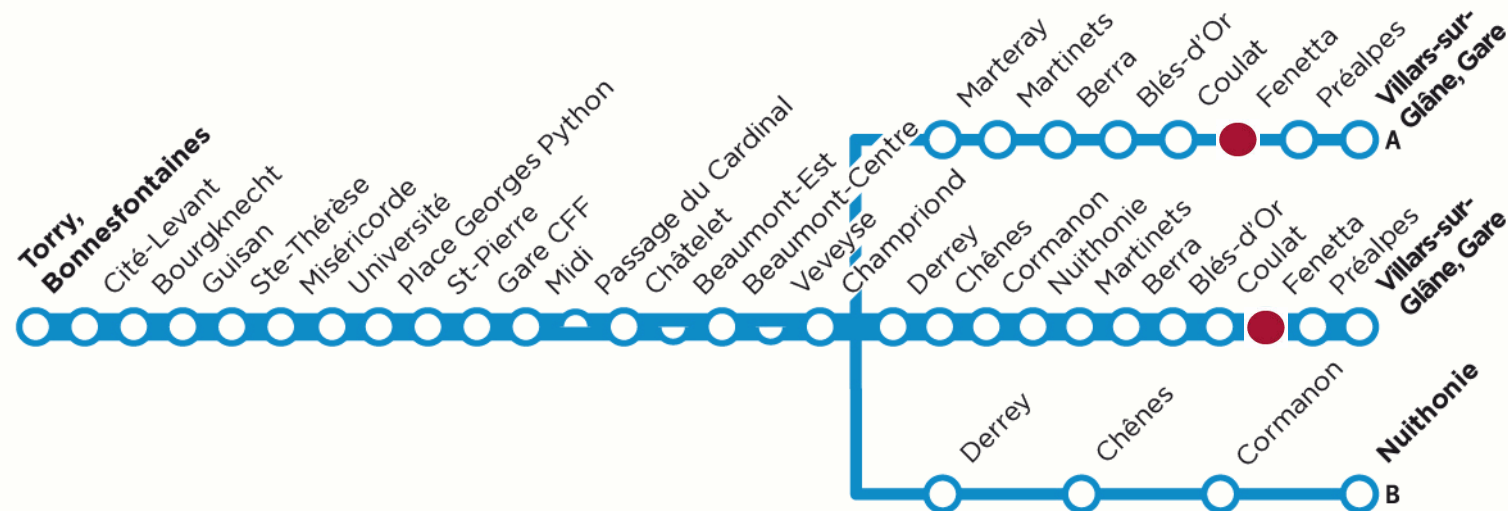 Marteray
Martinets
Berra
Blés-d'Or
Coulat
Fenetta
Préalpes
Villars-sur-
Glâne, Gare
A
Torry,
Bonnesfontaines
Cité-Levant
Bourgknecht
Guisan
Ste-Thérèse
Miséricorde
Université
Place Georges Python
St-Pierre
Gare CFF
Midi
Passage du Cardinal
Châtelet
Beaumont-Est
Beaumont-Centre
Veveyse
Champriond
Derrey
Chênes
Cormanon
Nuithonie
Martinets
Berra
Blés-d'Or
Coulat
Fenetta
Préalpes
Villars-sur-
Glâne, Gare
Derrey
Chênes
Cormanon
Nuithonie
B